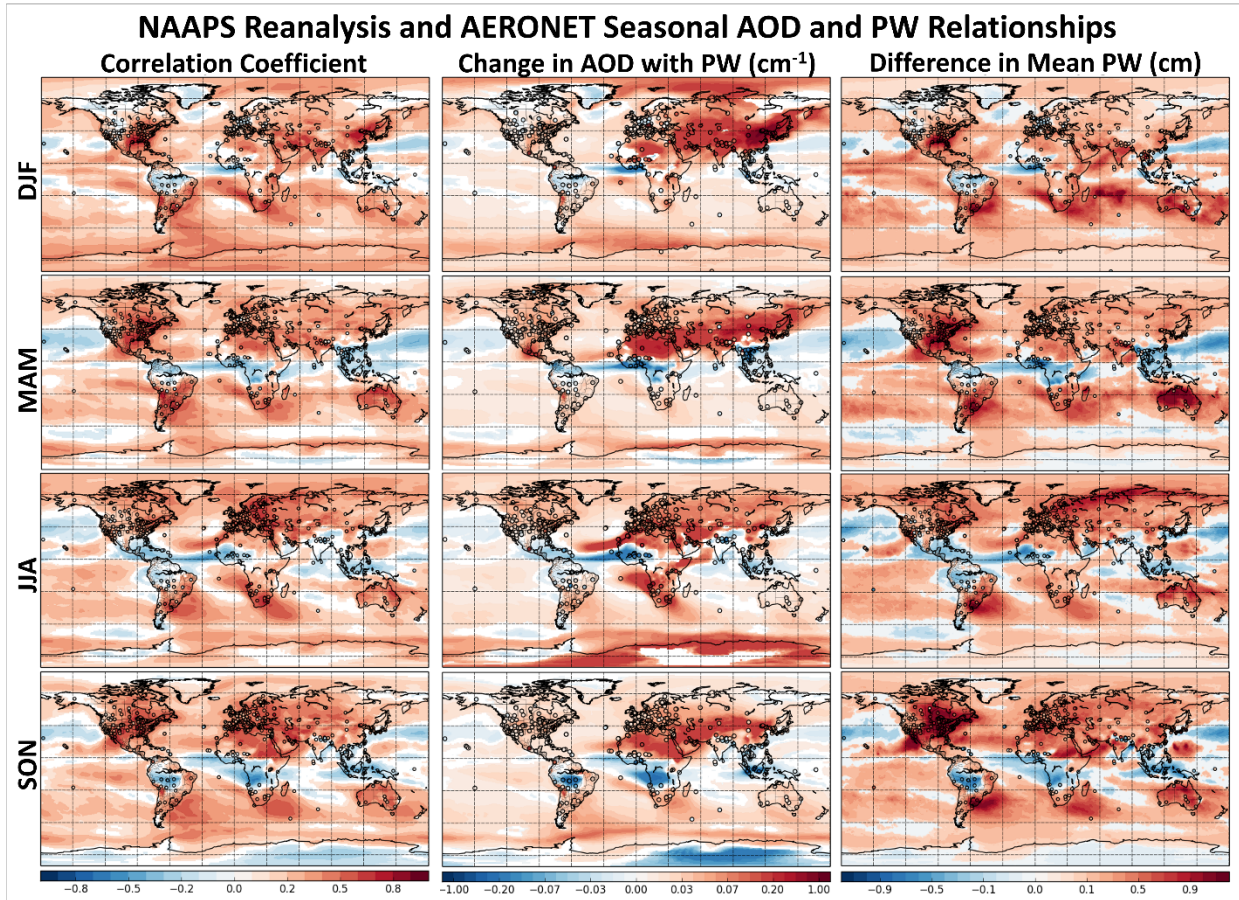 NAAPS Reanalysis and AERONET Seasonal AOD and PW Relationships
Correlation Coefficient Change in AOD with PW (cm⁻¹) Difference in Mean PW (cm)
DJF
MAM
JJA
SON
−0.8 −0.5 −0.2 0.0 0.2 0.5 0.8 −1.00 −0.20 −0.07 −0.03 0.00 0.03 0.07 0.20 1.00 −0.9 −0.5 −0.1 0.0 0.1 0.5 0.9